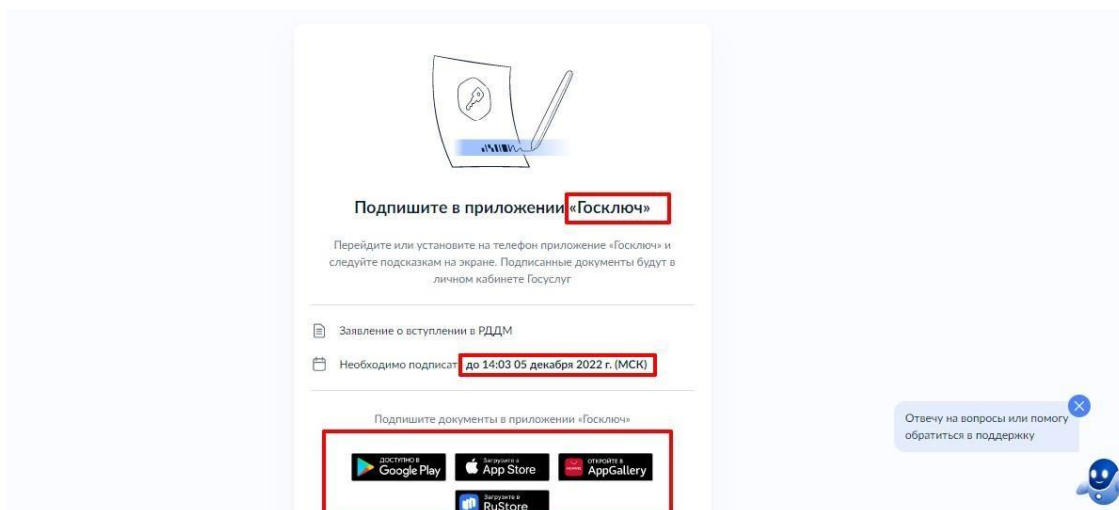 Подпишите в приложении «Госключ»
Перейдите или установите на телефон приложение «Госключ» и
следуйте подсказкам на экране. Подписанные документы будут в
личном кабинете Госуслуг
Заявление о вступлении в РДДМ
Необходимо подписат до 14:03 05 декабря 2022 г. (МСК)
Подпишите документы в приложении «Госключ»
Отвечу на вопросы или помогу
обратиться в поддержку
ДОСТУПНО В
Google Play
Загрузите в
App Store
ОТКРОЙТЕ В
AppGallery
Загрузите в
RuStore